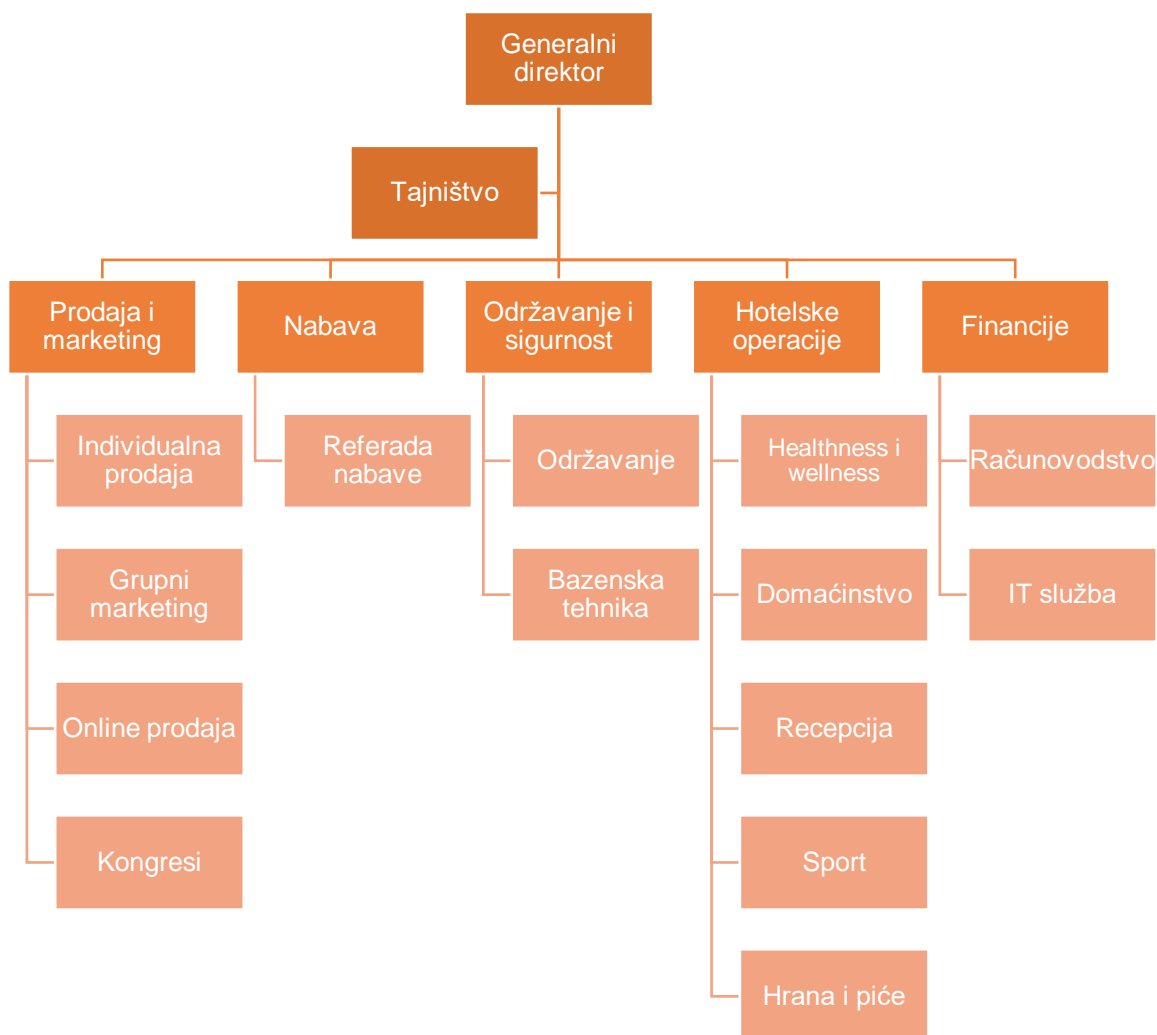 Generalni
direktor
Tajništvo
Prodaja i
marketing
Nabava
Održavanje i
sigurnost
Hotelske
operacije
Financije
Individualna
prodaja
Referada
nabave
Održavanje
Healthness i
wellness
Računovodstvo
Grupni
marketing
Bazenska
tehnika
Domaćinstvo
IT služba
Online prodaja
Recepcija
Kongresi
Sport
Hrana i piće